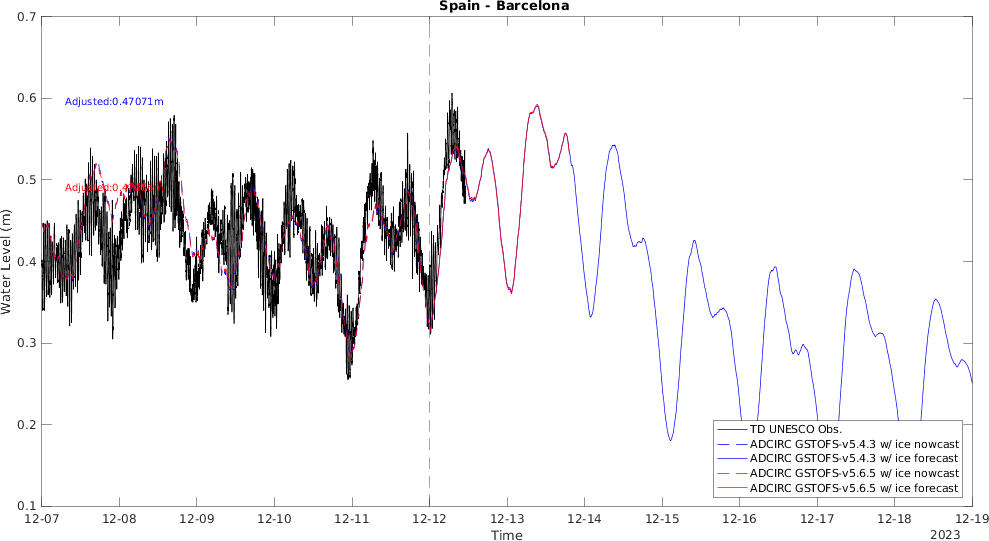 Spain - Barcelona
0.7
0.6
0.5
0.4
0.3
0.2
0.1
Water Level (m)
Adjusted:0.47071m
TD UNESCO Obs.
ADCIRC GSTOFS-v5.4.3 w/ ice nowcast
ADCIRC GSTOFS-v5.4.3 w/ ice forecast
ADCIRC GSTOFS-v5.6.5 w/ ice nowcast
ADCIRC GSTOFS-v5.6.5 w/ ice forecast
12-07 12-08 12-09 12-10 12-11 12-12 12-13 12-14 12-15 12-16 12-17 12-18 12-19
Time
2023